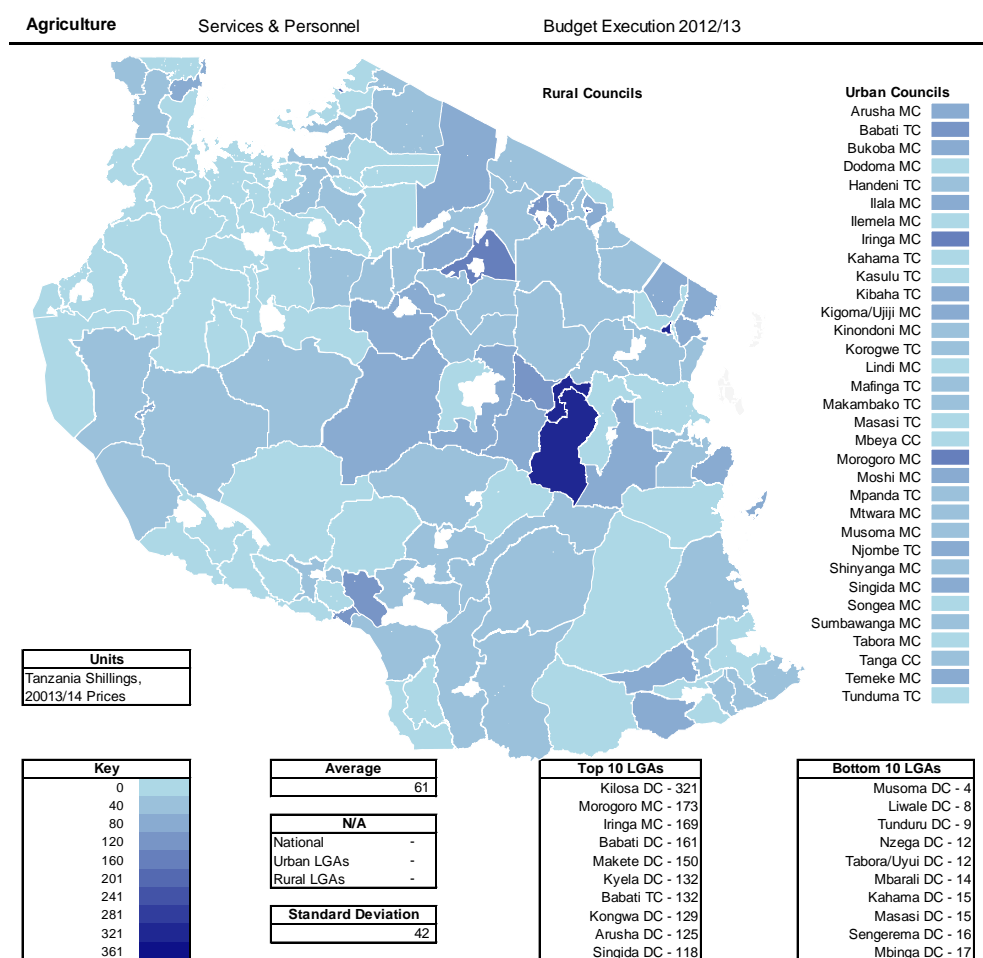 Agriculture Services & Personnel Budget Execution 2012/13
Rural Councils
Urban Councils
Arusha MC
Babati TC
Bukoba MC
Dodoma MC
Handeni TC
Ilala MC
Ilemela MC
Iringa MC
Kahama TC
Kasulu TC
Kibaha TC
Kigoma/Ujiji MC
Kinondoni MC
Korogwe TC
Lindi MC
Mafinga TC
Makambako TC
Masasi TC
Mbeya CC
Morogoro MC
Moshi MC
Mpanda TC
Mtwara MC
Musoma MC
Njombe TC
Shinyanga MC
Singida MC
Songea MC
Sumbawanga MC
Tabora MC
Tanga CC
Temeke MC
Tunduma TC
Units
Tanzania Shillings,
20013/14 Prices
Key
0
40
80
120
160
201
241
281
321
361
Average
61
N/A
National -
Urban LGAs -
Rural LGAs -
Standard Deviation
42
Top 10 LGAs
Kilosa DC - 321
Morogoro MC - 173
Iringa MC - 169
Babati DC - 161
Makete DC - 150
Kyela DC - 132
Babati TC - 132
Kongwa DC - 129
Arusha DC - 125
Singida DC - 118
Bottom 10 LGAs
Musoma DC - 4
Liwale DC - 8
Tunduru DC - 9
Nzega DC - 12
Tabora/Uyui DC - 12
Mbarali DC - 14
Kahama DC - 15
Masasi DC - 15
Sengerema DC - 16
Mbinga DC - 17